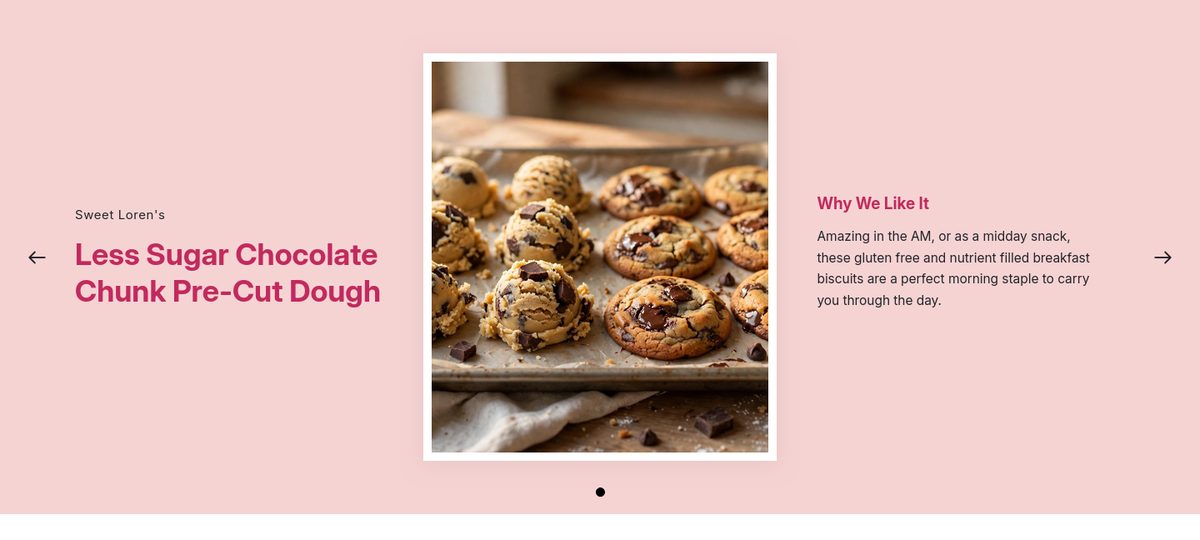 Sweet Loren's
Less Sugar Chocolate
Chunk Pre-Cut Dough
Why We Like It
Amazing in the AM, or as a midday snack,
these gluten free and nutrient filled breakfast
biscuits are a perfect morning staple to carry
you through the day.